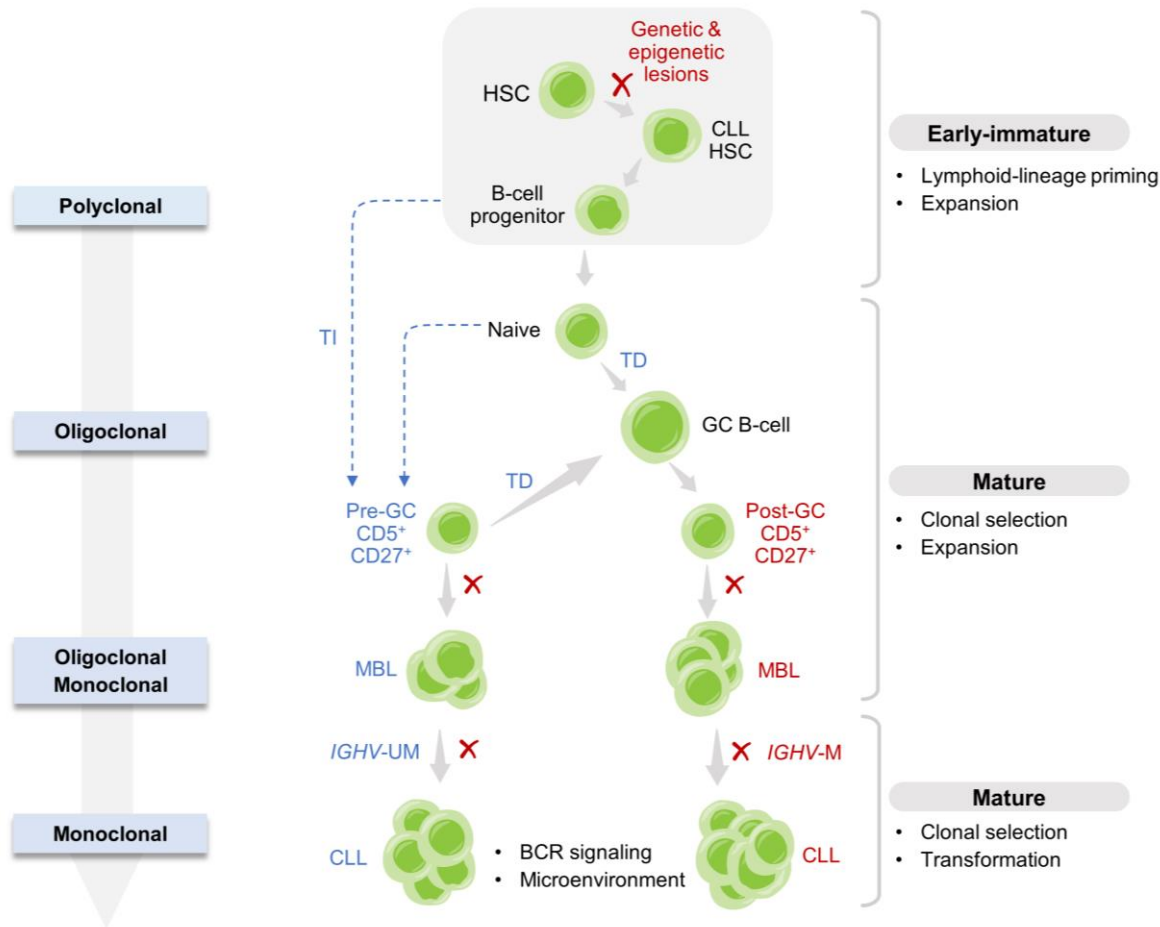 Genetic &
epigenetic
lesions
HSC
CLL
HSC
B-cell
progenitor
Early-immature
• Lymphoid-lineage priming
• Expansion
Polyclonal
TI
Naive
TD
Oligoclonal
GC B-cell
TD
Pre-GC
CD5⁺
CD27⁺
Post-GC
CD5⁺
CD27⁺
Mature
• Clonal selection
• Expansion
Oligoclonal
Monoclonal
MBL
MBL
IGHV-UM
IGHV-M
Monoclonal
CLL
• BCR signaling
• Microenvironment
CLL
Mature
• Clonal selection
• Transformation